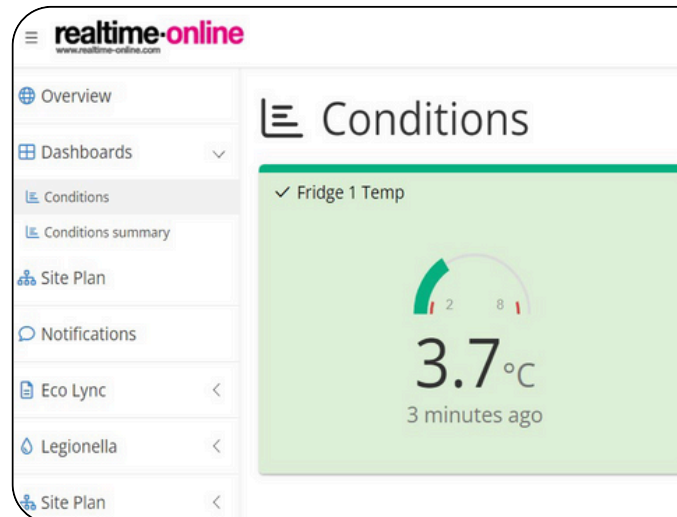 realtime-online
www.realtime-online.com
Overview
Dashboards
Conditions
Conditions summary
Site Plan
Notifications
Eco Lync
Legionella
Site Plan
Conditions
Fridge 1 Temp
2 8
3.7°C
3 minutes ago